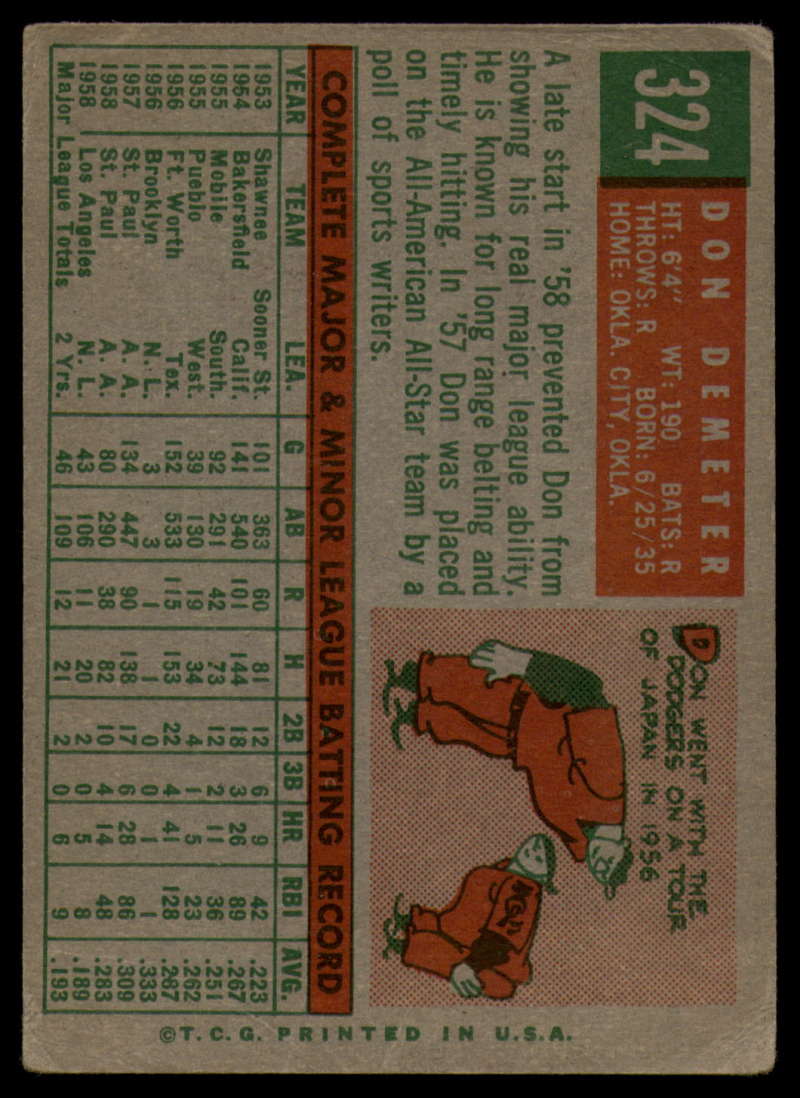 324
DON DEMETER
HT: 6'4" WT: 190 BATS: R
THROWS: R BORN: 6/25/35
HOME: OKLA. CITY, OKLA.
A late start in '58 prevented Don from
showing his real major league ability.
He is known for long range belting and
timely hitting. In '57 Don was placed
on the All-American All-Star team by a
poll of sports writers.
DON WENT WITH THE
DODGERS ON A TOUR
OF JAPAN IN 1956
COMPLETE MAJOR & MINOR LEAGUE BATTING RECORD
YEAR TEAM LEA. G AB R H 2B 3B HR RBI AVG.
1953 Shawnee Sooner St. 101 363 60 81 12 6 9 42 .223
1954 Bakersfield Calif. 141 540 101 144 18 3 26 89 .267
1955 Mobile South. 92 291 42 73 12 2 11 36 .251
1955 Pueblo West. 39 130 19 34 4 1 5 23 .262
1956 Ft. Worth Tex. 152 533 115 153 22 4 41 128 .287
1956 Brooklyn N.L. 3 3 1 1 0 0 1 1 .333
1957 St. Paul A.A. 134 447 90 138 17 6 28 86 .309
1958 St. Paul A.A. 80 290 38 82 10 4 14 48 .283
1958 Los Angeles N.L. 43 106 11 20 2 0 5 8 .189
Major League Totals 2 Yrs. 46 109 12 21 2 0 6 9 .193
©T.C.G. PRINTED IN U.S.A.